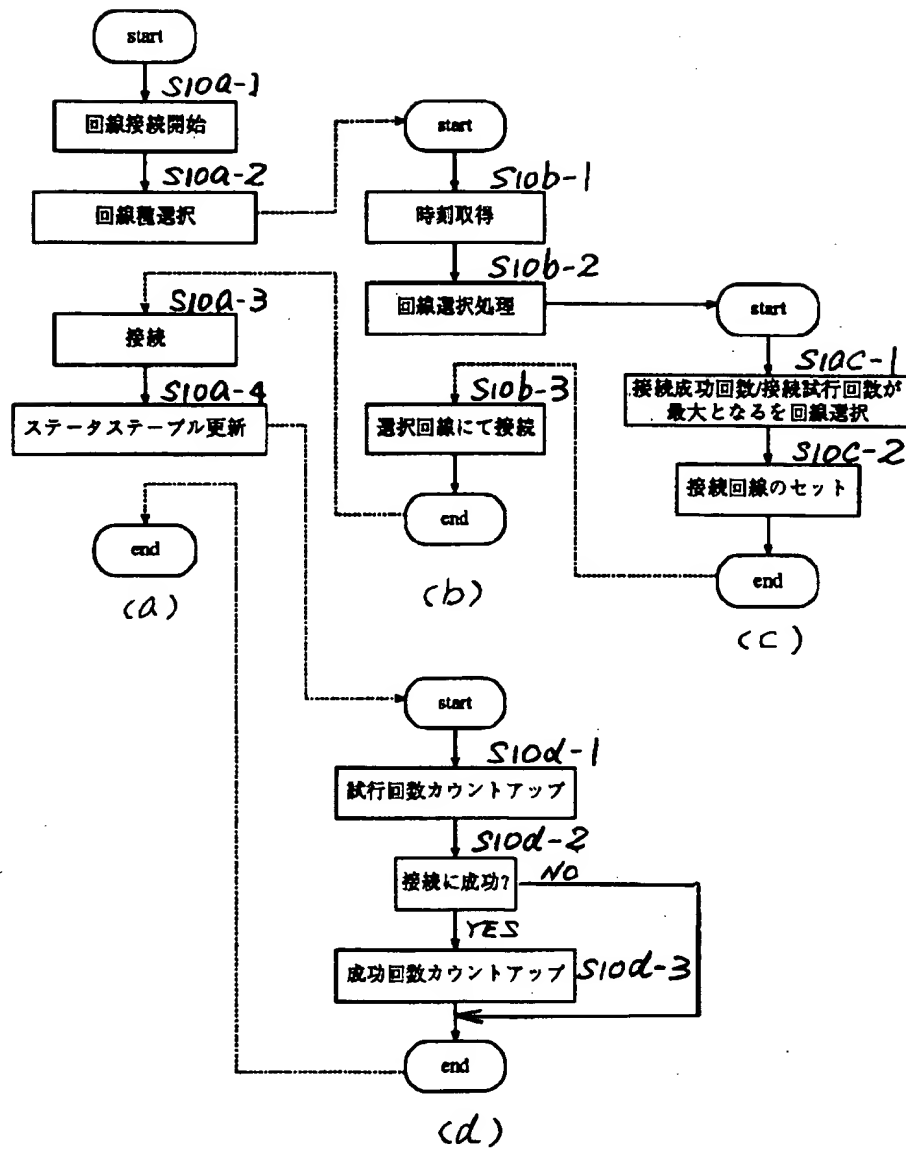 start
S10a-1
回線接続開始
S10a-2
回線種選択
S10a-3
接続
S10a-4
ステータステーブル更新
end
(a)
start
S10b-1
時刻取得
S10b-2
回線選択処理
S10b-3
選択回線にて接続
end
(b)
start
S1ac-1
接続成功回数/接続試行回数が
最大となるを回線選択
S10c-2
接続回線のセット
end
(c)
start
S10d-1
試行回数カウントアップ
S10d-2
接続に成功?
NO
YES
成功回数カウントアップ
S10d-3
end
(d)